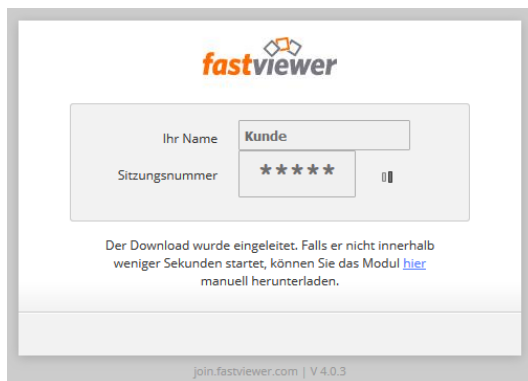 fastviewer
Ihr Name Kunde
Sitzungsnummer *****
Der Download wurde eingeleitet. Falls er nicht innerhalb
weniger Sekunden startet, können Sie das Modul hier
manuell herunterladen.
join.fastviewer.com | V 4.0.3